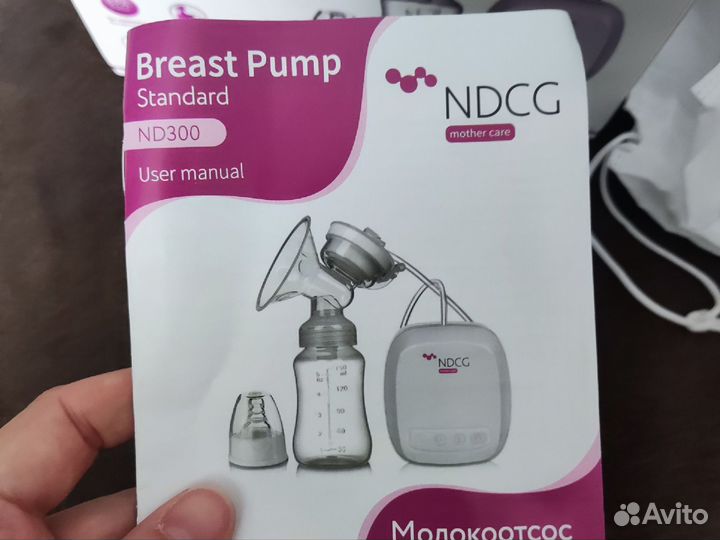 Breast Pump
Standard
ND300
User manual
NDCG
mother care
NDCG
Молокоотсос
Avito